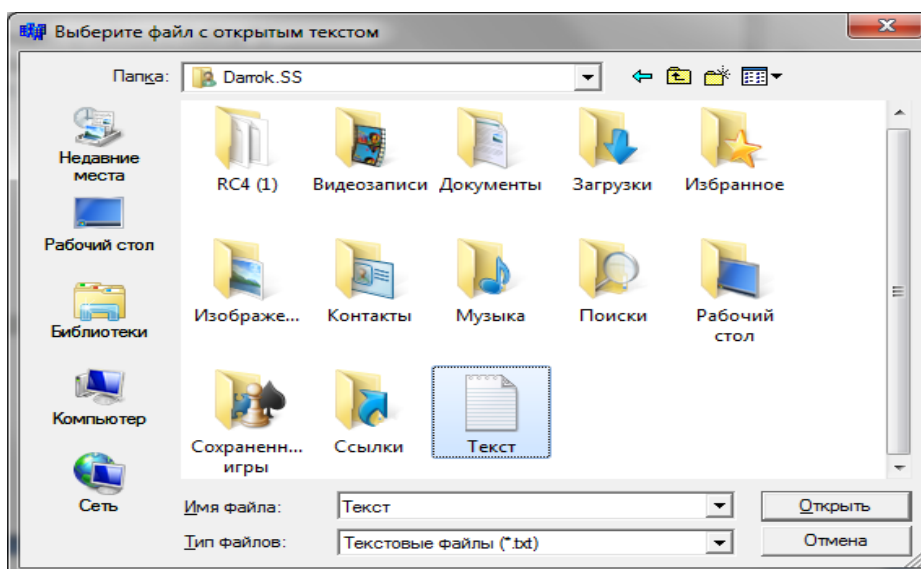 Выберите файл с открытым текстом
Папка:
Darrok.SS
Недавние
места
Рабочий стол
Библиотеки
Компьютер
Сеть
RC4 (1)
Видеозаписи
Документы
Загрузки
Избранное
Изображе...
Контакты
Музыка
Поиски
Рабочий
стол
Сохраненн...
игры
Ссылки
Текст
Имя файла:
Текст
Открыть
Тип файлов:
Текстовые файлы (*.txt)
Отмена